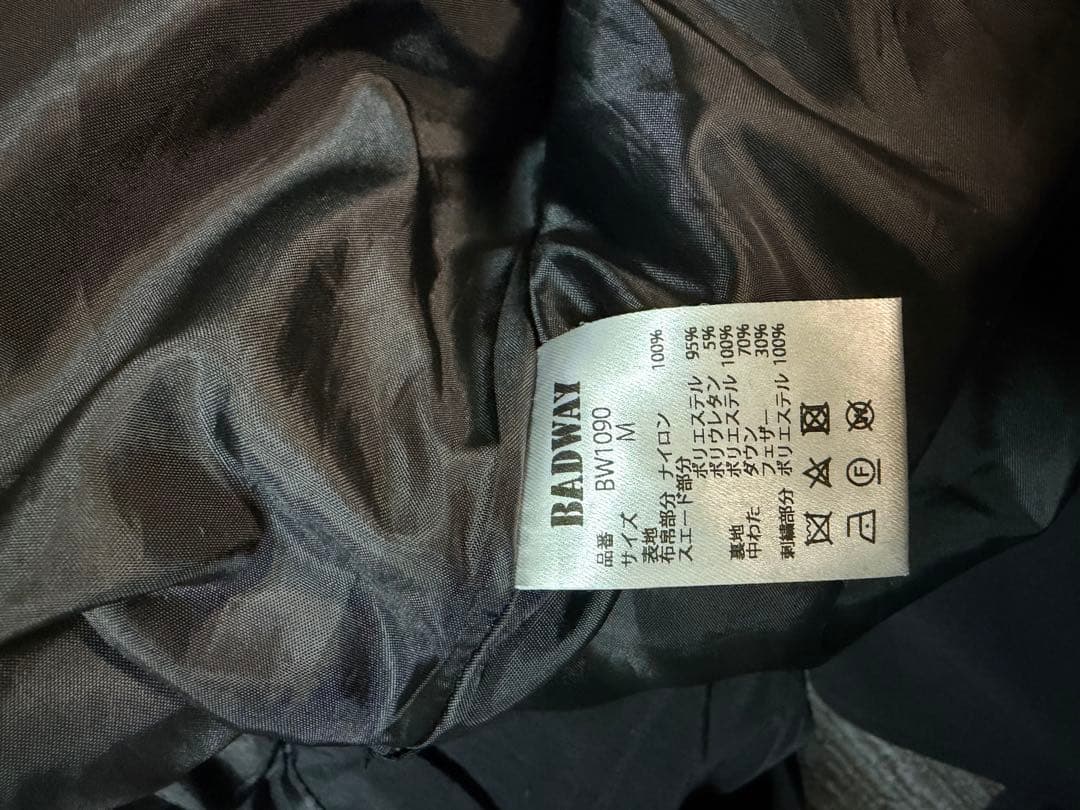 BADWAY
品番 BW1090
サイズ M
表地
布帛部分 ナイロン 100%
スエード部分
ポリエステル 95%
ポリウレタン 5%
裏地 ポリエステル 100%
中わた ダウン 70%
フェザー 30%
刺繍部分 ポリエステル 100%
F